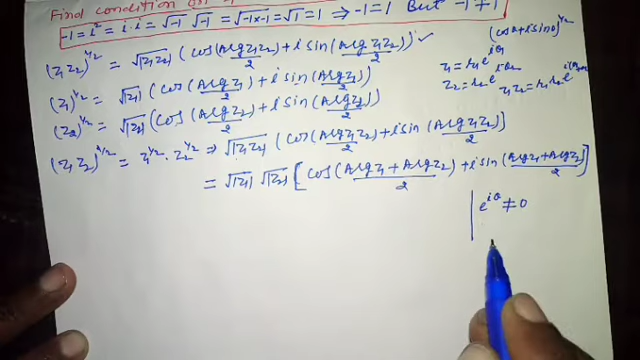 Find condition on
-1 = i² = i·i = √-1 √-1 = √-1×-1 = √1 = 1 ⇒ -1=1 But -1≠1
(z₁z₂)^{1/2} = √|z₁z₂| (cos(Arg z₁z₂/2) + i sin(Arg z₁z₂/2)) ✓
(cosθ+i sinθ)^{1/2}
(z₁)^{1/2} = √|z₁| (cos(Arg z₁/2) + i sin(Arg z₁/2))
z₁ = r₁e^{iθ₁}
(z₂)^{1/2} = √|z₂| (cos(Arg z₂/2) + i sin(Arg z₂/2))
z₂ = r₂e^{iθ₂} z₁z₂ = r₁r₂e
(z₁z₂)^{1/2} = z₁^{1/2} · z₂^{1/2} ⇒ √|z₁z₂| (cos(Arg z₁z₂/2) + i sin(Arg z₁z₂/2)]
= √|z₁| √|z₂| [cos(Arg z₁ + Arg z₂/2) + i sin(Arg z₁ + Arg z₂/2)]
e^{iθ} ≠ 0